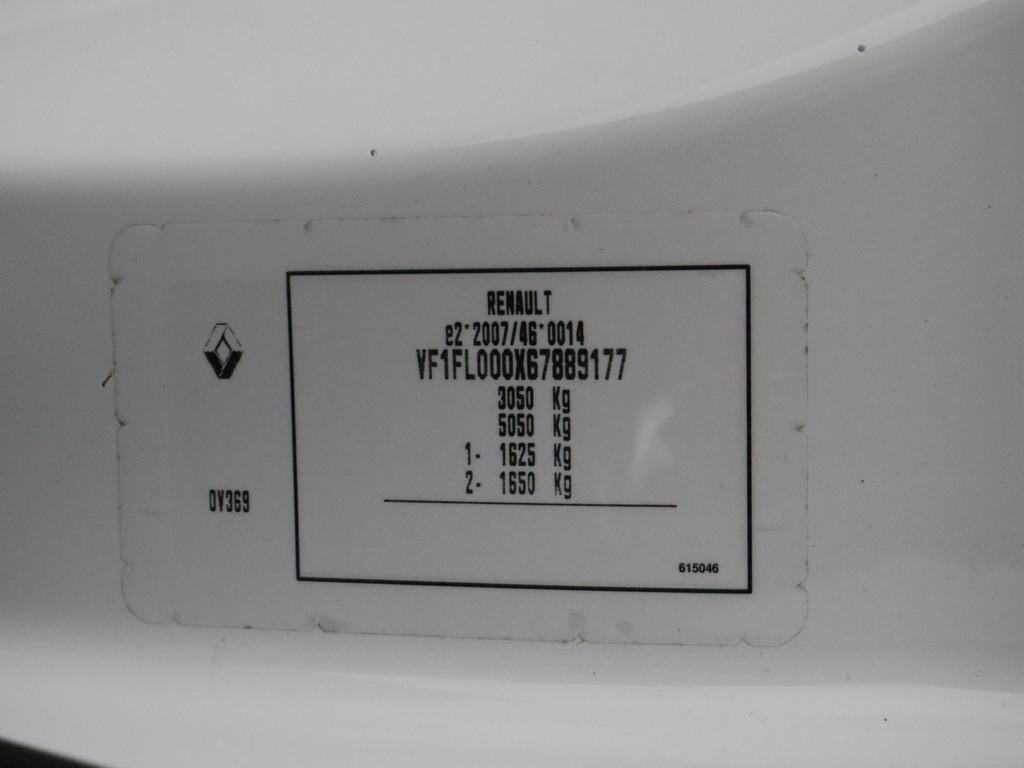 RENAULT
e2*2007/46*0014
VF1FL000X67889177
3050 Kg
5050 Kg
1- 1625 Kg
2- 1650 Kg
0V369
615046